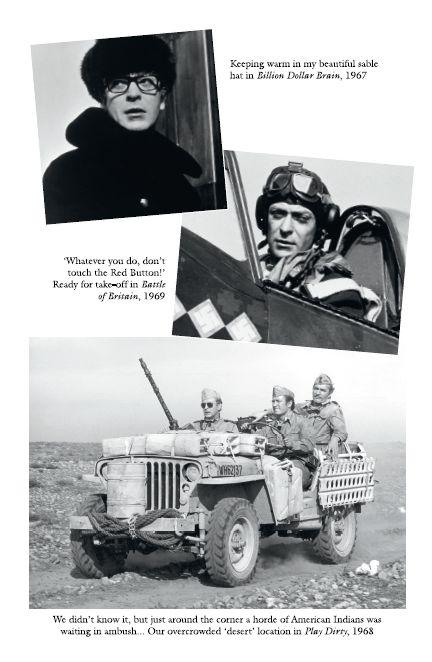 Keeping warm in my beautiful sable
hat in Billion Dollar Brain, 1967
‘Whatever you do, don’t
touch the Red Button!’
Ready for take-off in Battle
of Britain, 1969
WH62197
We didn’t know it, but just around the corner a horde of American Indians was
waiting in ambush... Our overcrowded ‘desert’ location in Play Dirty, 1968